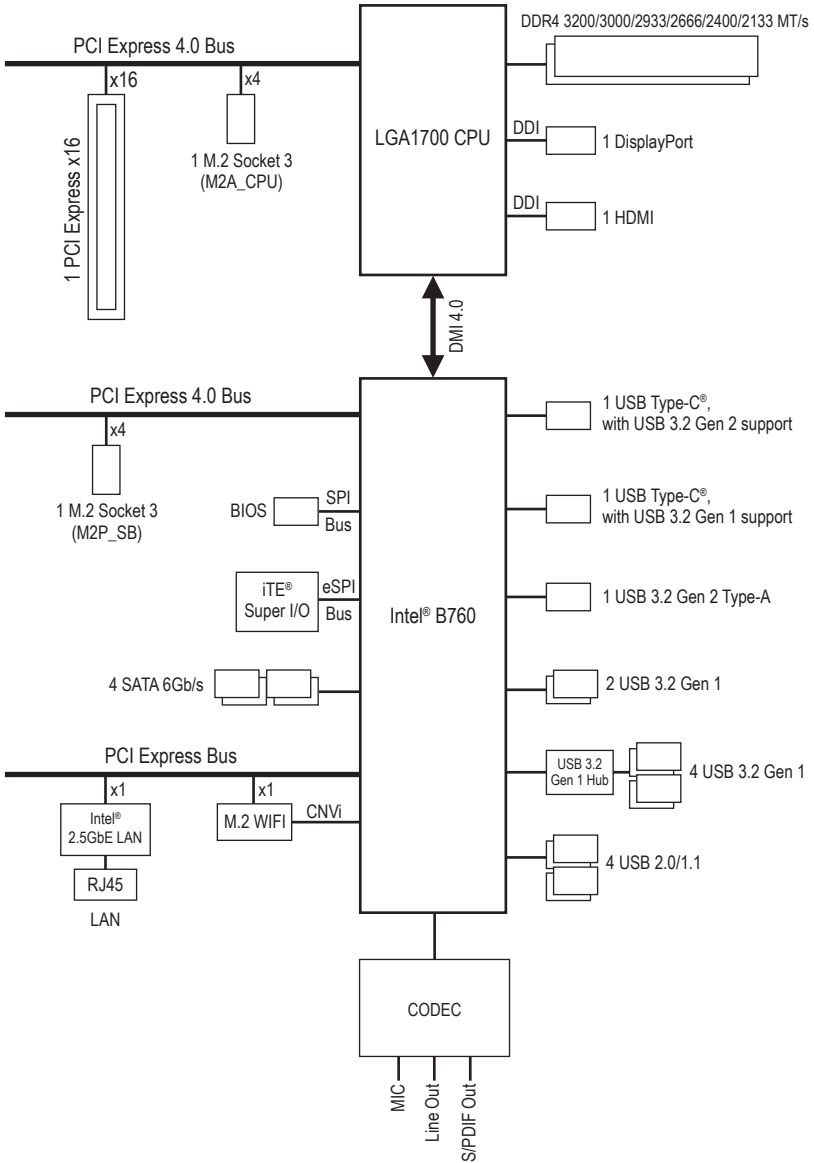 DDR4 3200/3000/2933/2666/2400/2133 MT/s
PCI Express 4.0 Bus
x16
x4
1 PCI Express x16
1 M.2 Socket 3
(M2A_CPU)
LGA1700 CPU
DDI
1 DisplayPort
DDI
1 HDMI
DMI 4.0
PCI Express 4.0 Bus
x4
1 M.2 Socket 3
(M2P_SB)
BIOS
SPI
Bus
iTE®
Super I/O
eSPI
Bus
4 SATA 6Gb/s
Intel® B760
1 USB Type-C®,
with USB 3.2 Gen 2 support
1 USB Type-C®,
with USB 3.2 Gen 1 support
1 USB 3.2 Gen 2 Type-A
2 USB 3.2 Gen 1
USB 3.2
Gen 1 Hub
4 USB 3.2 Gen 1
4 USB 2.0/1.1
PCI Express Bus
x1
x1
Intel®
2.5GbE LAN
M.2 WIFI
CNVi
RJ45
LAN
CODEC
MIC
Line Out
S/PDIF Out